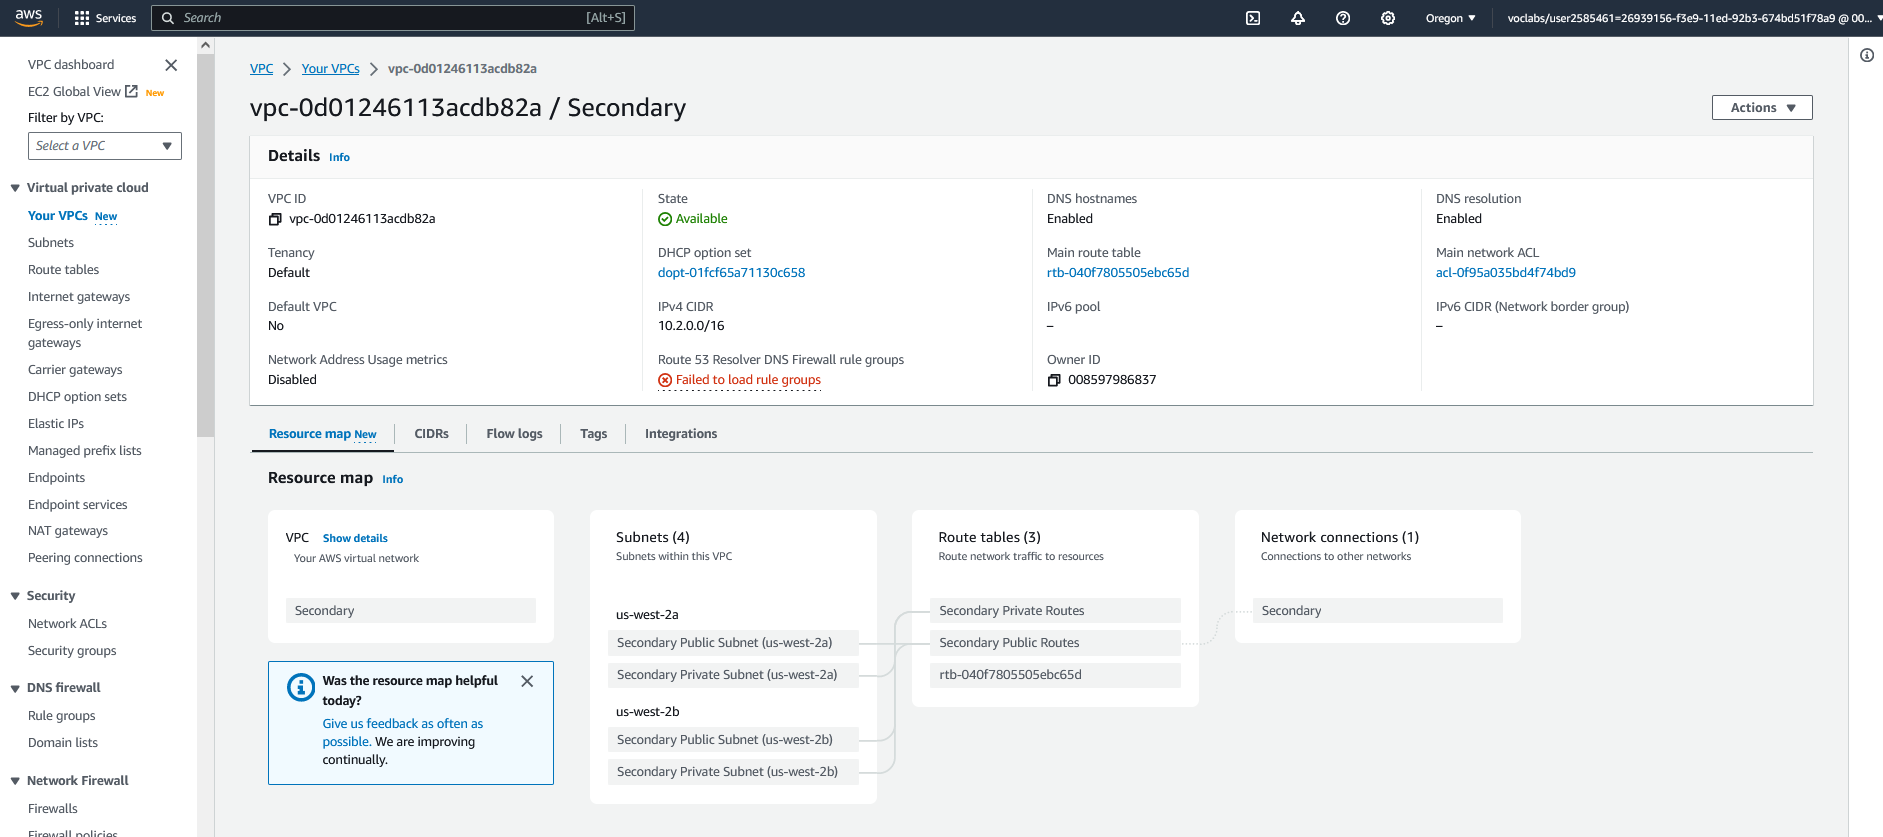 aws
Services
Search
[Alt+S]
Oregon
voclabs/user2585461=26939156-f3e9-11ed-92b3-674bd51f78a9 @ 00...
VPC dashboard
EC2 Global View New
Filter by VPC:
Select a VPC
Virtual private cloud
Your VPCs New
Subnets
Route tables
Internet gateways
Egress-only internet
gateways
Carrier gateways
DHCP option sets
Elastic IPs
Managed prefix lists
Endpoints
Endpoint services
NAT gateways
Peering connections
Security
Network ACLs
Security groups
DNS firewall
Rule groups
Domain lists
Network Firewall
Firewalls
Firewall policies
VPC > Your VPCs > vpc-0d01246113acdb82a
vpc-0d01246113acdb82a / Secondary
Actions
Details Info
VPC ID
vpc-0d01246113acdb82a
State
Available
DNS hostnames
Enabled
DNS resolution
Enabled
Tenancy
Default
DHCP option set
dopt-01fcf65a71130c658
Main route table
rtb-040f7805505ebc65d
Main network ACL
acl-0f95a035bd4f74bd9
Default VPC
No
IPv4 CIDR
10.2.0.0/16
IPv6 pool
–
IPv6 CIDR (Network border group)
–
Network Address Usage metrics
Disabled
Route 53 Resolver DNS Firewall rule groups
Failed to load rule groups
Owner ID
008597986837
Resource map New
CIDRs
Flow logs
Tags
Integrations
Resource map Info
VPC Show details
Your AWS virtual network
Secondary
Was the resource map helpful
today?
Give us feedback as often as
possible. We are improving
continually.
Subnets (4)
Subnets within this VPC
us-west-2a
Secondary Public Subnet (us-west-2a)
Secondary Private Subnet (us-west-2a)
us-west-2b
Secondary Public Subnet (us-west-2b)
Secondary Private Subnet (us-west-2b)
Route tables (3)
Route network traffic to resources
Secondary Private Routes
Secondary Public Routes
rtb-040f7805505ebc65d
Network connections (1)
Connections to other networks
Secondary